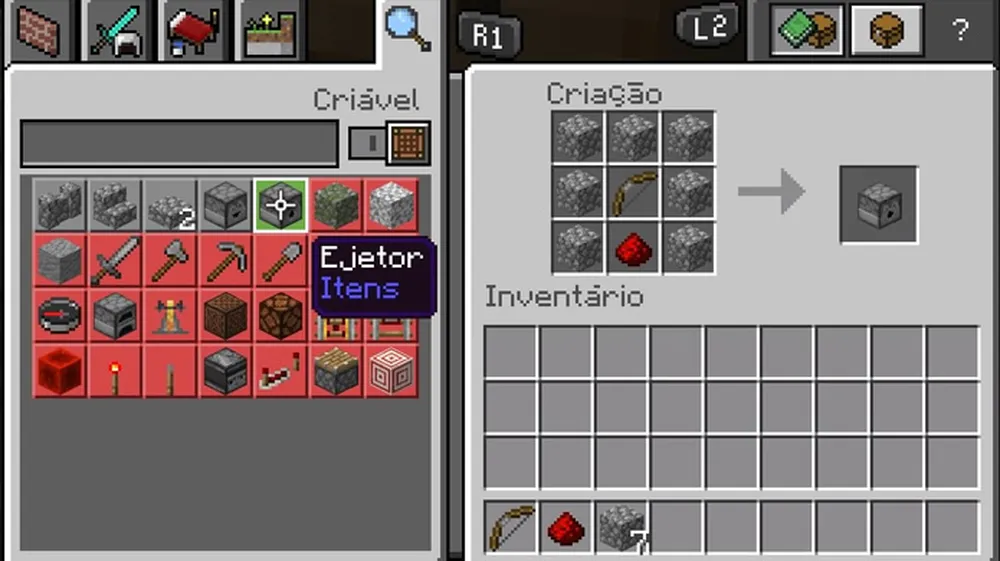 R1
L2
?
Criável
Criação
2
Ejetor
Itens
Inventário
7